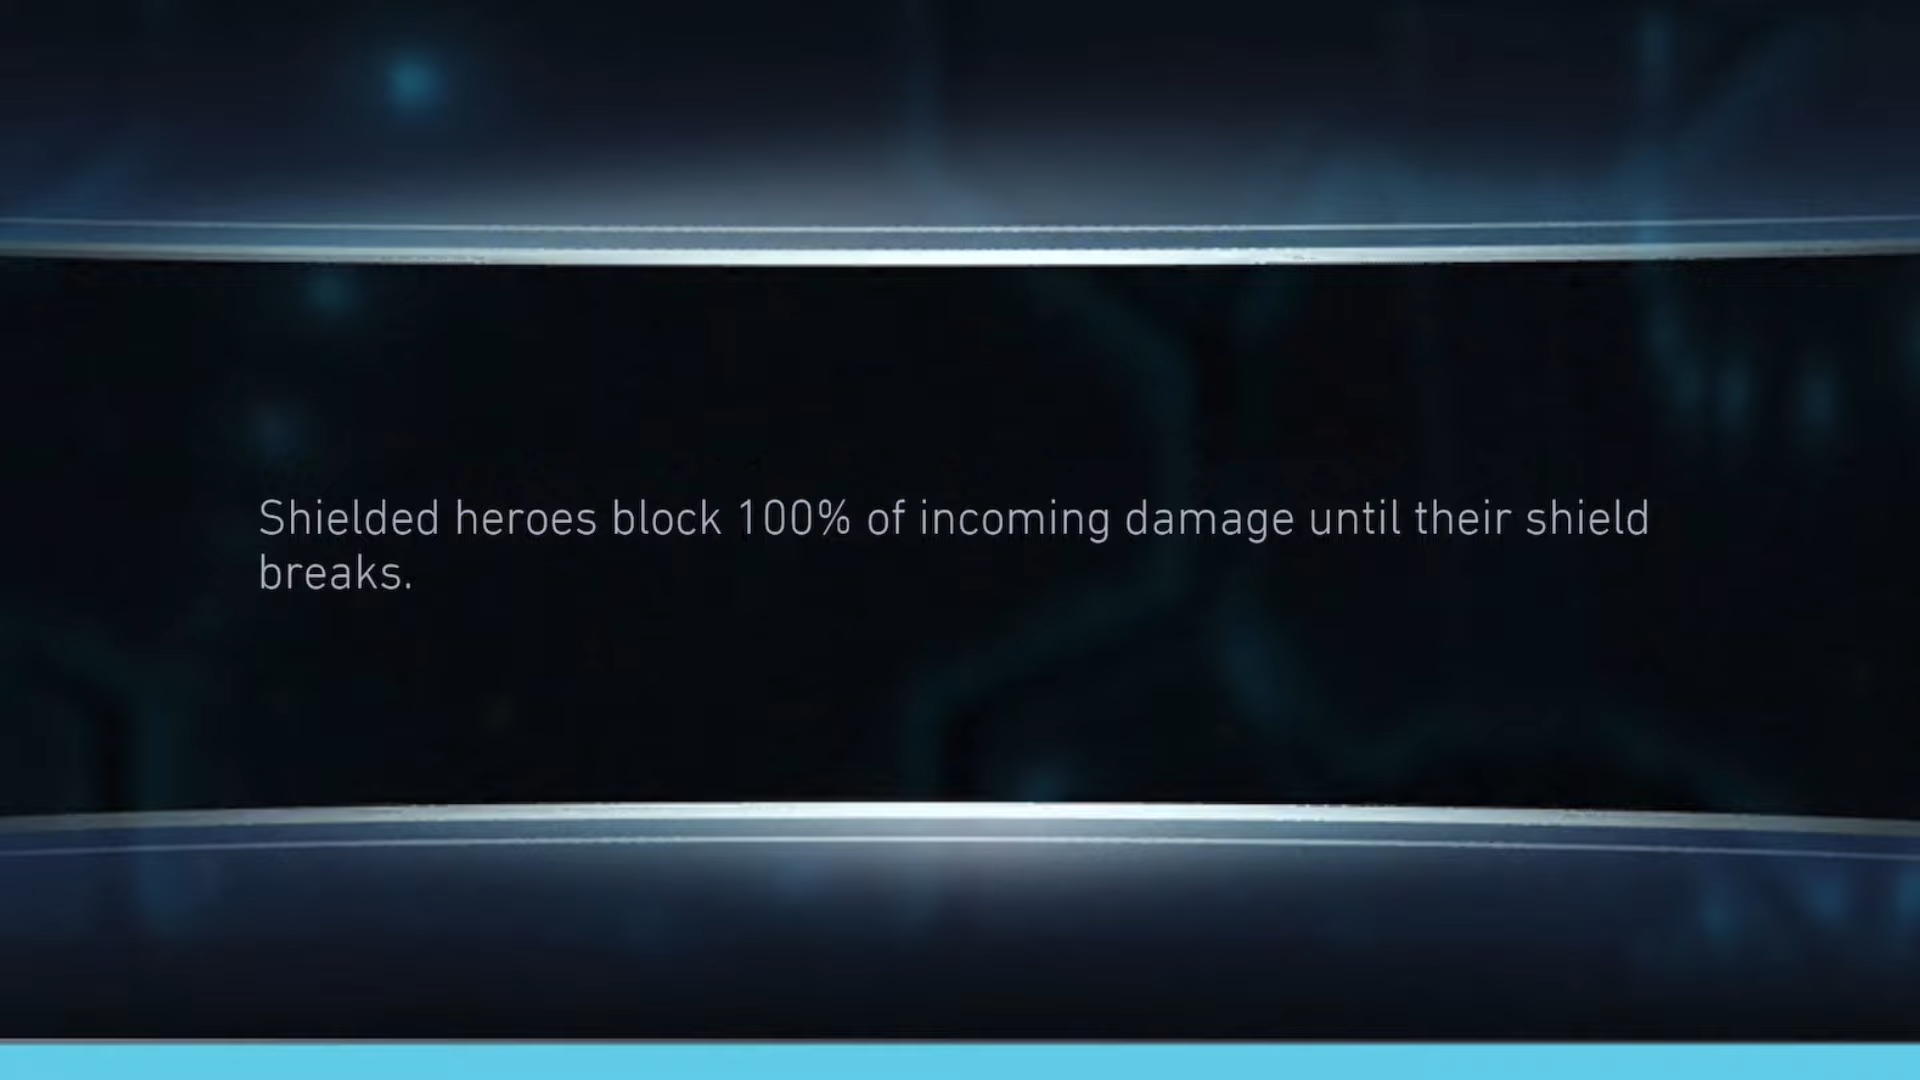 Shielded heroes block 100% of incoming damage until their shield
breaks.